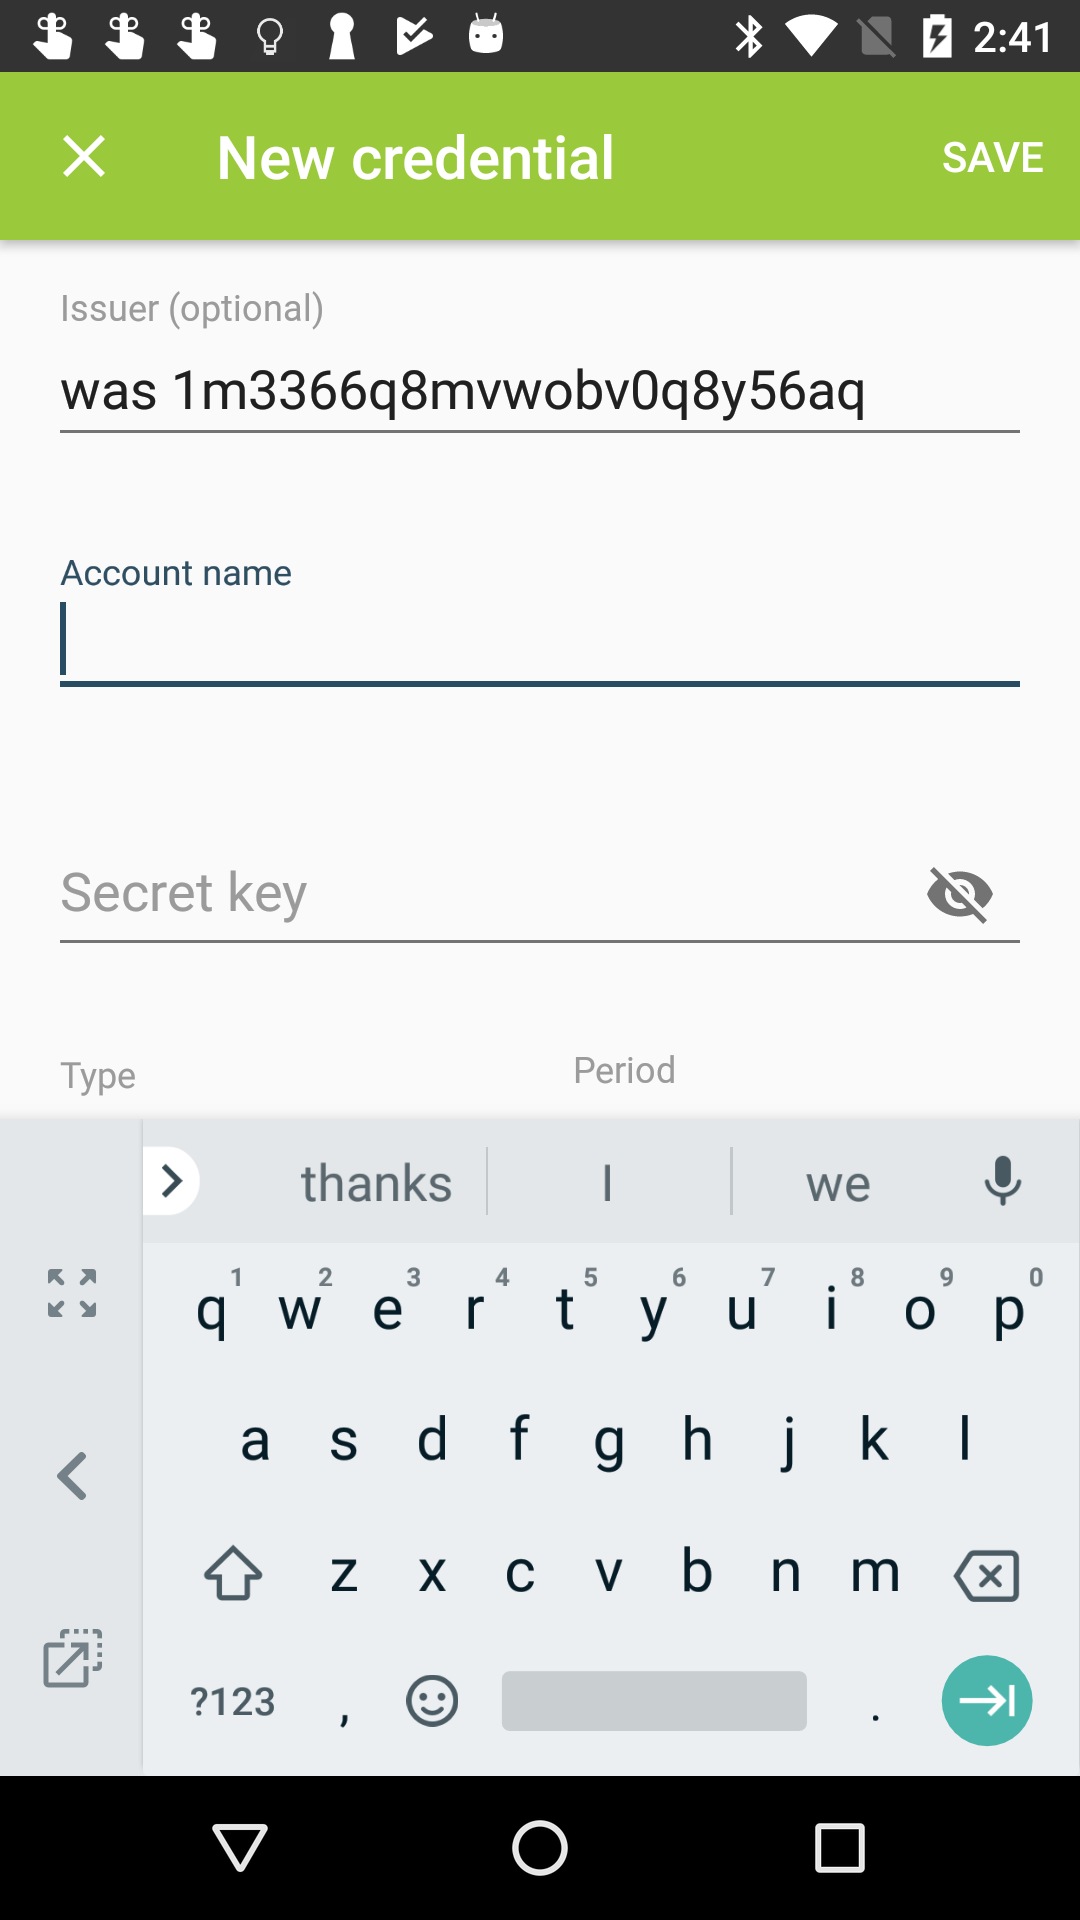 2:41
New credential SAVE
Issuer (optional)
was 1m3366q8mvwobv0q8y56aq
Account name
Secret key
Type Period
thanks I we
q 1 w 2 e 3 r 4 t 5 y 6 u 7 i 8 o 9 p 0
a s d f g h j k l
z x c v b n m
?123 , .